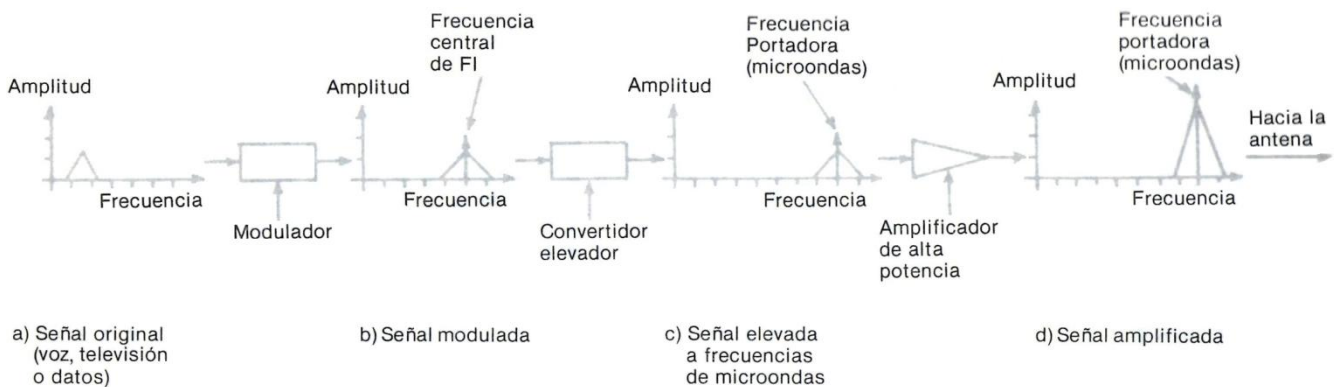 Frecuencia
central
de FI
Frecuencia
Portadora
(microondas)
Frecuencia
portadora
(microondas)
Amplitud
Amplitud
Amplitud
Amplitud
Hacia la
antena
Frecuencia
Frecuencia
Frecuencia
Frecuencia
Modulador
Convertidor
elevador
Amplificador
de alta
potencia
a) Señal original
(voz, televisión
o datos)
b) Señal modulada
c) Señal elevada
a frecuencias
de microondas
d) Señal amplificada